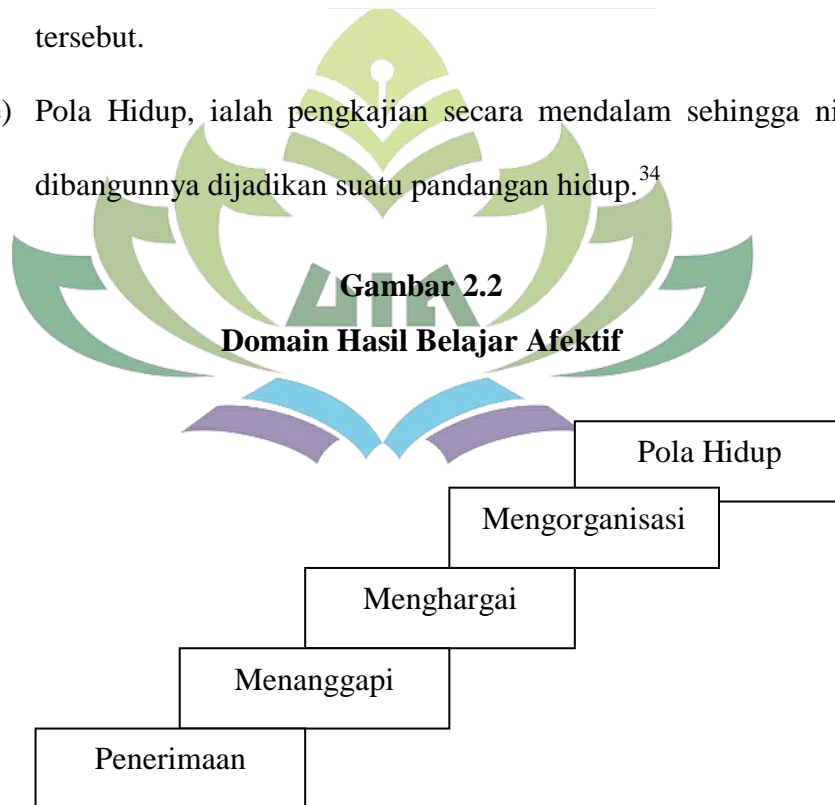 tersebut.
) Pola Hidup, ialah pengkajian secara mendalam sehingga
dibangunnya dijadikan suatu pandangan hidup.34
Gambar 2.2
UIN
Domain Hasil Belajar Afektif
Pola Hidup
Mengorganisasi
Menghargai
Menanggapi
Penerimaan